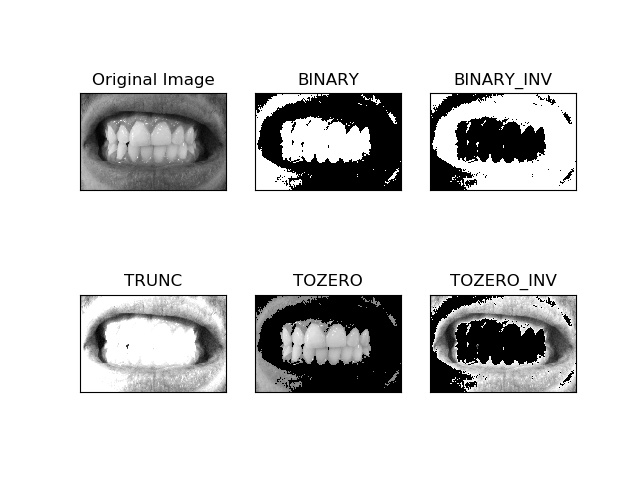 Original Image
BINARY
BINARY_INV
TRUNC
TOZERO
TOZERO_INV